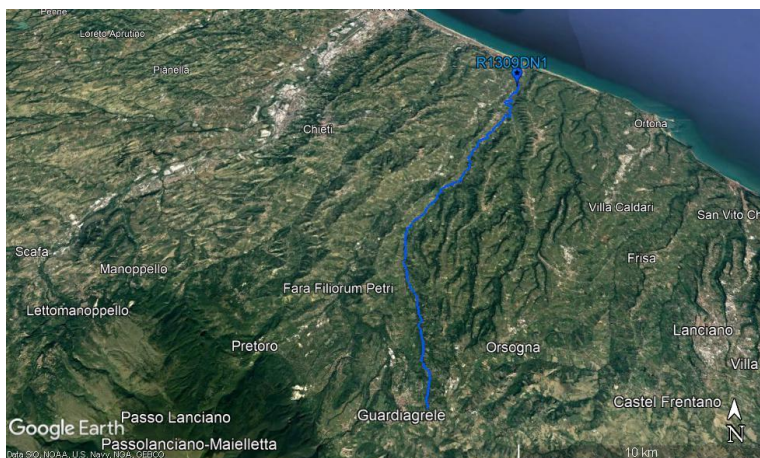 Penne
Loreto Aprutino
Pianella
R1309DN1
Chieti
Ortona
Villa Caldari
San Vito Ch
Scafa
Manoppello
Frisa
Fara Filiorum Petri
Lettomanoppello
Lanciano
Pretoro
Orsogna
Villa
Castel Frentano
Passo Lanciano
Guardiagrele
Google Earth
N
Passolanciano-Maielletta
Data SIO, NOAA, U.S. Navy, NGA, GEBCO
10 km